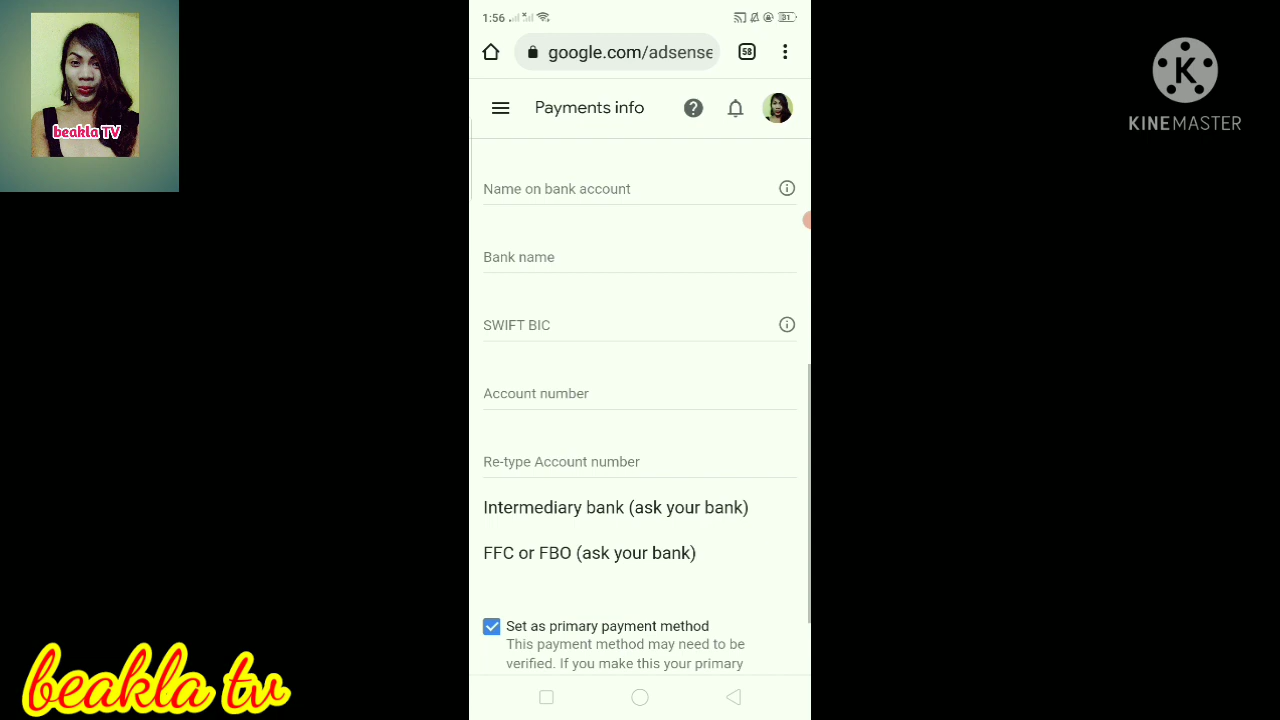 beakla TV
1:56
31
google.com/adsense
58
Payments info
K
KINEMASTER
Name on bank account
Bank name
SWIFT BIC
Account number
Re-type Account number
Intermediary bank (ask your bank)
FFC or FBO (ask your bank)
Set as primary payment method
This payment method may need to be
verified. If you make this your primary
beakla tv